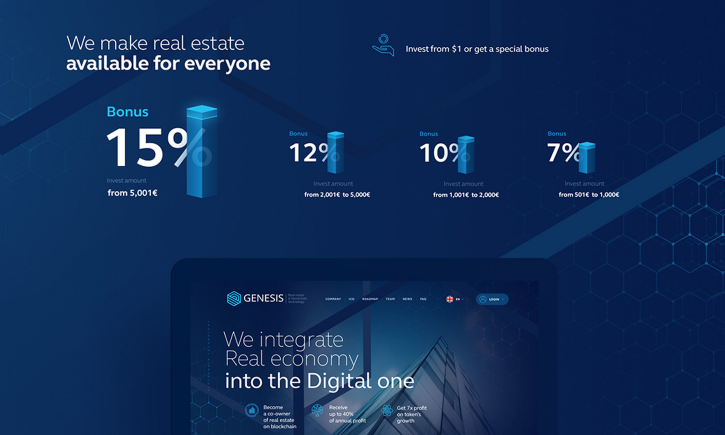 We make real estate
available for everyone
Invest from $1 or get a special bonus
Bonus
15%
Invest amount
from 5,001€
Bonus
12%
Invest amount
from 2,001€ to 5,000€
Bonus
10%
Invest amount
from 1,001€ to 2,000€
Bonus
7%
Invest amount
from 501€ to 1,000€
GENESIS
COMPANY
ICO
ROADMAP
TEAM
NEWS
FAQ
EN
LOGIN
We integrate
Real economy
into the Digital one
Become
a co-owner
of real estate
on blockchain
Receive
up to 40%
of annual profit
Get 7x profit
on token's
growth